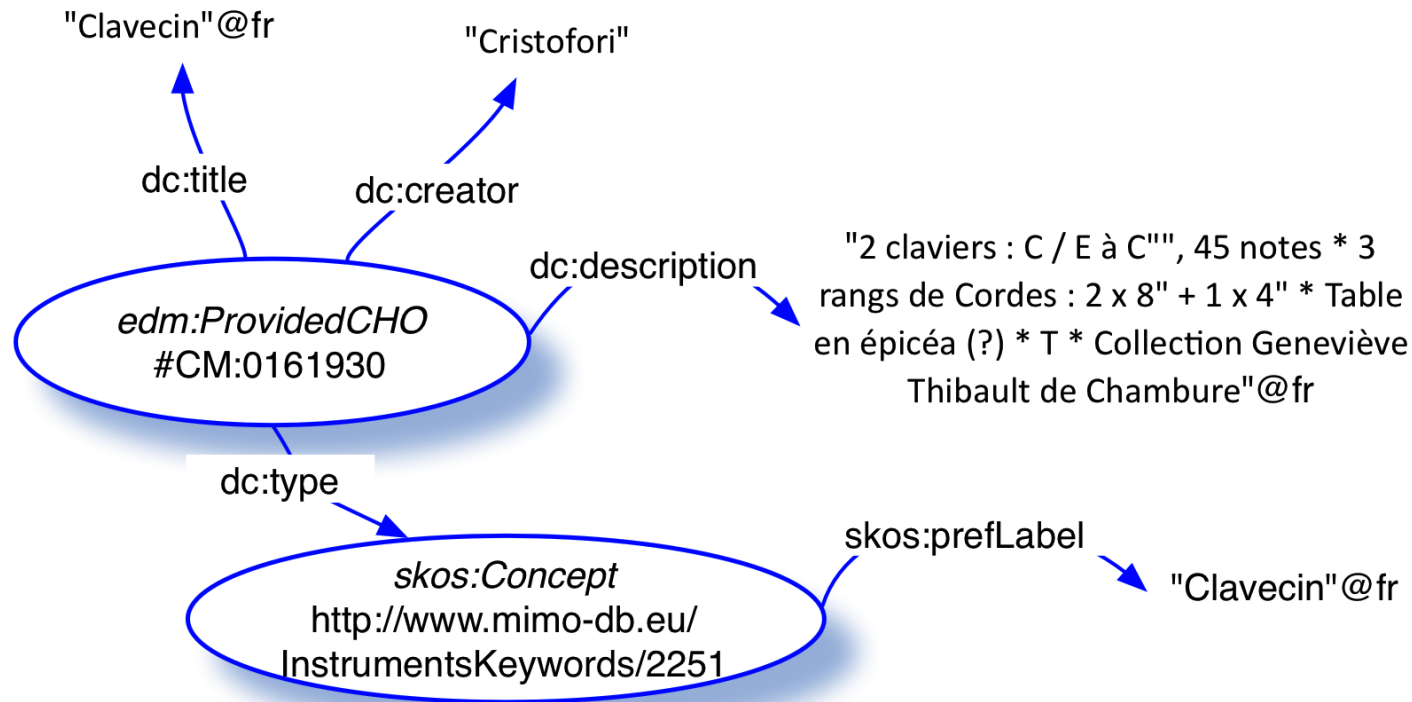 "Clavecin"@fr
"Cristofori"
dc:title
dc:creator
dc:description
"2 claviers : C / E à C"", 45 notes * 3
rangs de Cordes : 2 x 8" + 1 x 4" * Table
en épicéa (?) * T * Collection Geneviève
Thibault de Chambure"@fr
edm:ProvidedCHO
#CM:0161930
dc:type
skos:Concept
http://www.mimo-db.eu/
InstrumentsKeywords/2251
skos:prefLabel
"Clavecin"@fr